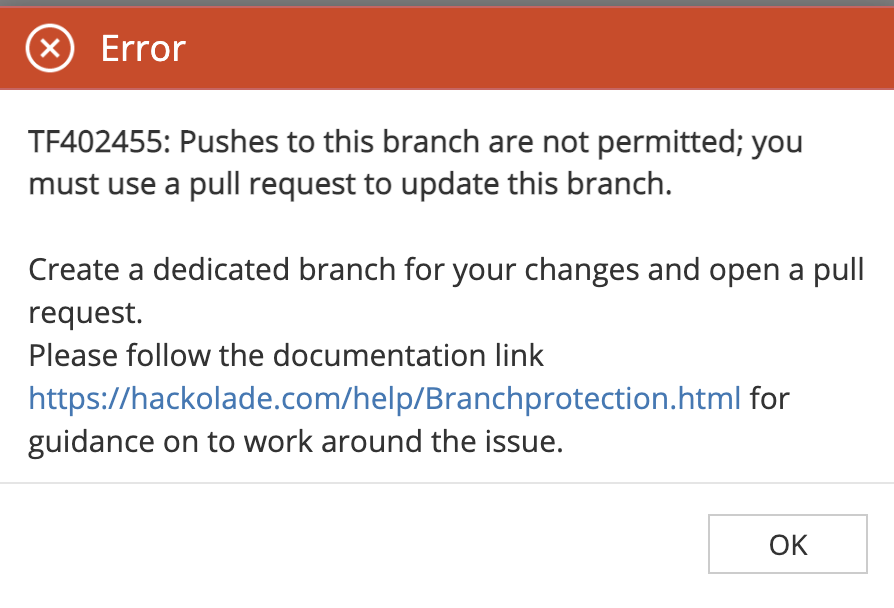 Error
TF402455: Pushes to this branch are not permitted; you
must use a pull request to update this branch.
Create a dedicated branch for your changes and open a pull
request.
Please follow the documentation link
https://hackolade.com/help/Branchprotection.html for
guidance on to work around the issue.
OK